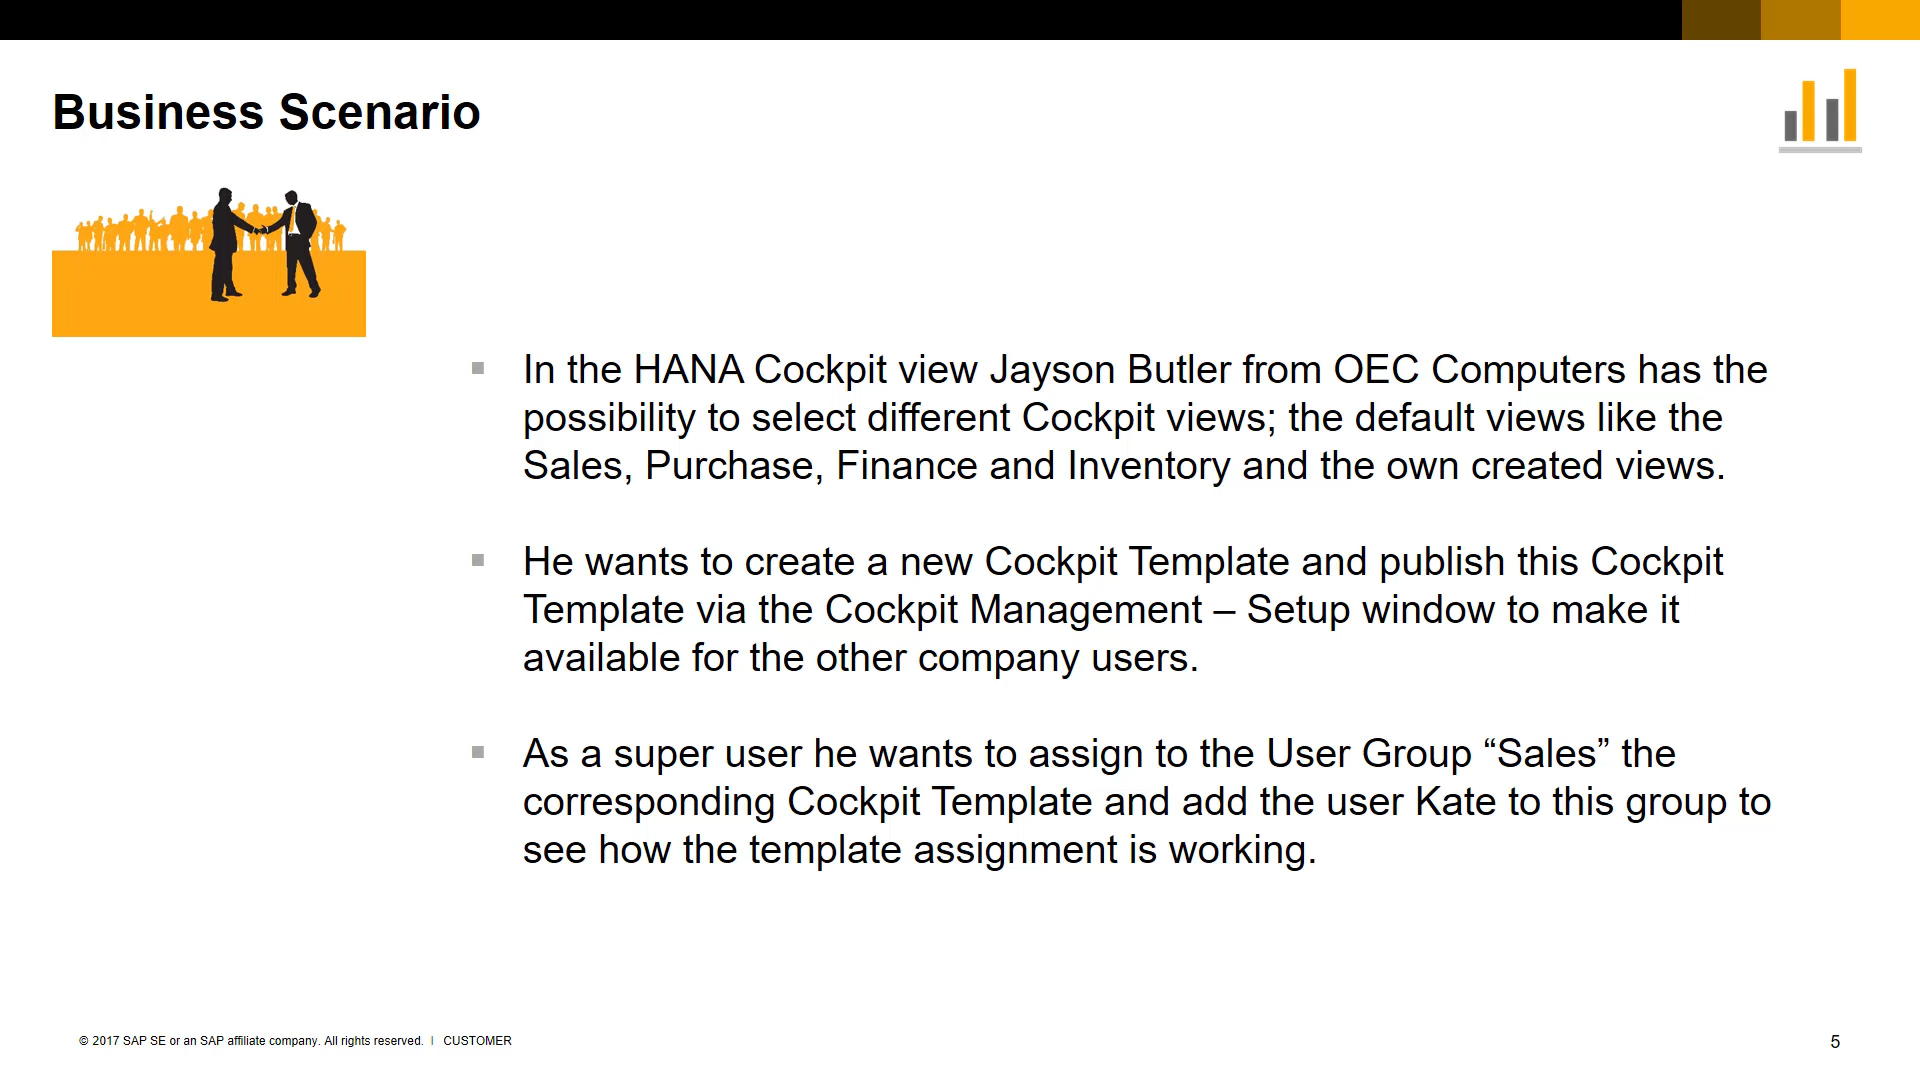 Business Scenario
In the HANA Cockpit view Jayson Butler from OEC Computers has the
possibility to select different Cockpit views; the default views like the
Sales, Purchase, Finance and Inventory and the own created views.
He wants to create a new Cockpit Template and publish this Cockpit
Template via the Cockpit Management – Setup window to make it
available for the other company users.
As a super user he wants to assign to the User Group “Sales” the
corresponding Cockpit Template and add the user Kate to this group to
see how the template assignment is working.
© 2017 SAP SE or an SAP affiliate company. All rights reserved. | CUSTOMER
5